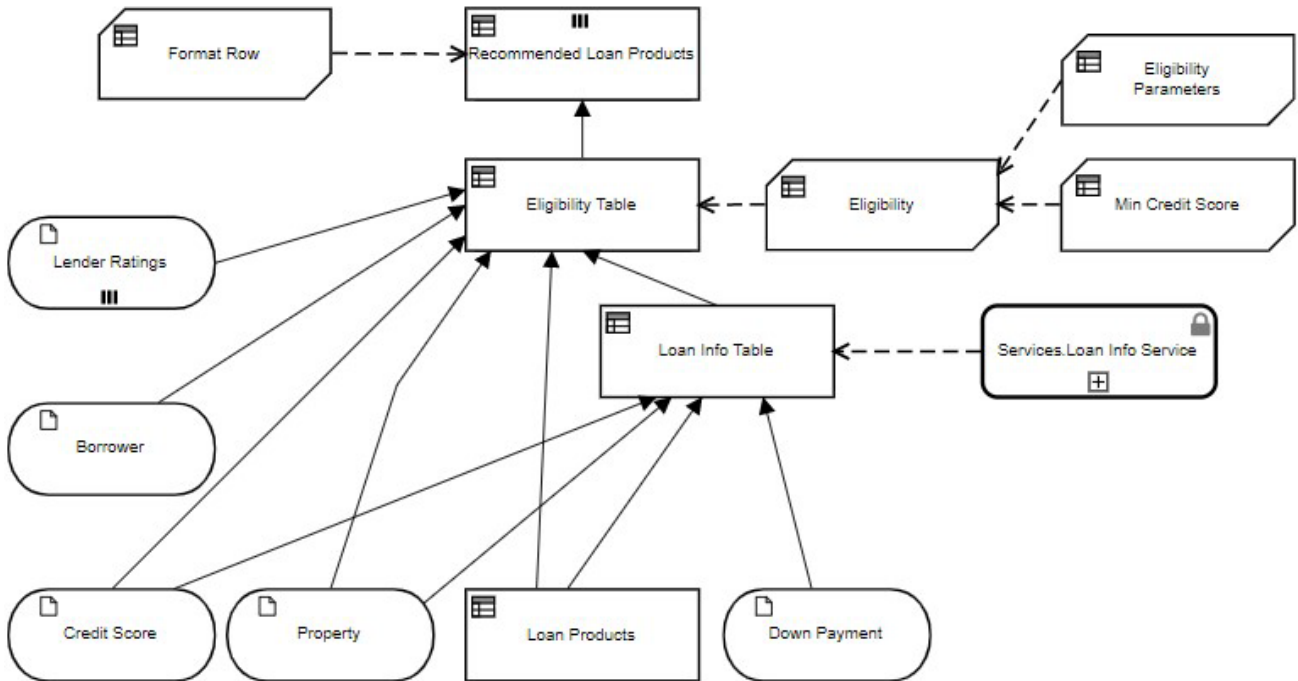 Format Row
Recommended Loan Products
Eligibility
Parameters
Eligibility Table
Eligibility
Min Credit Score
Lender Ratings
Loan Info Table
Services.Loan Info Service
Borrower
Credit Score
Property
Loan Products
Down Payment